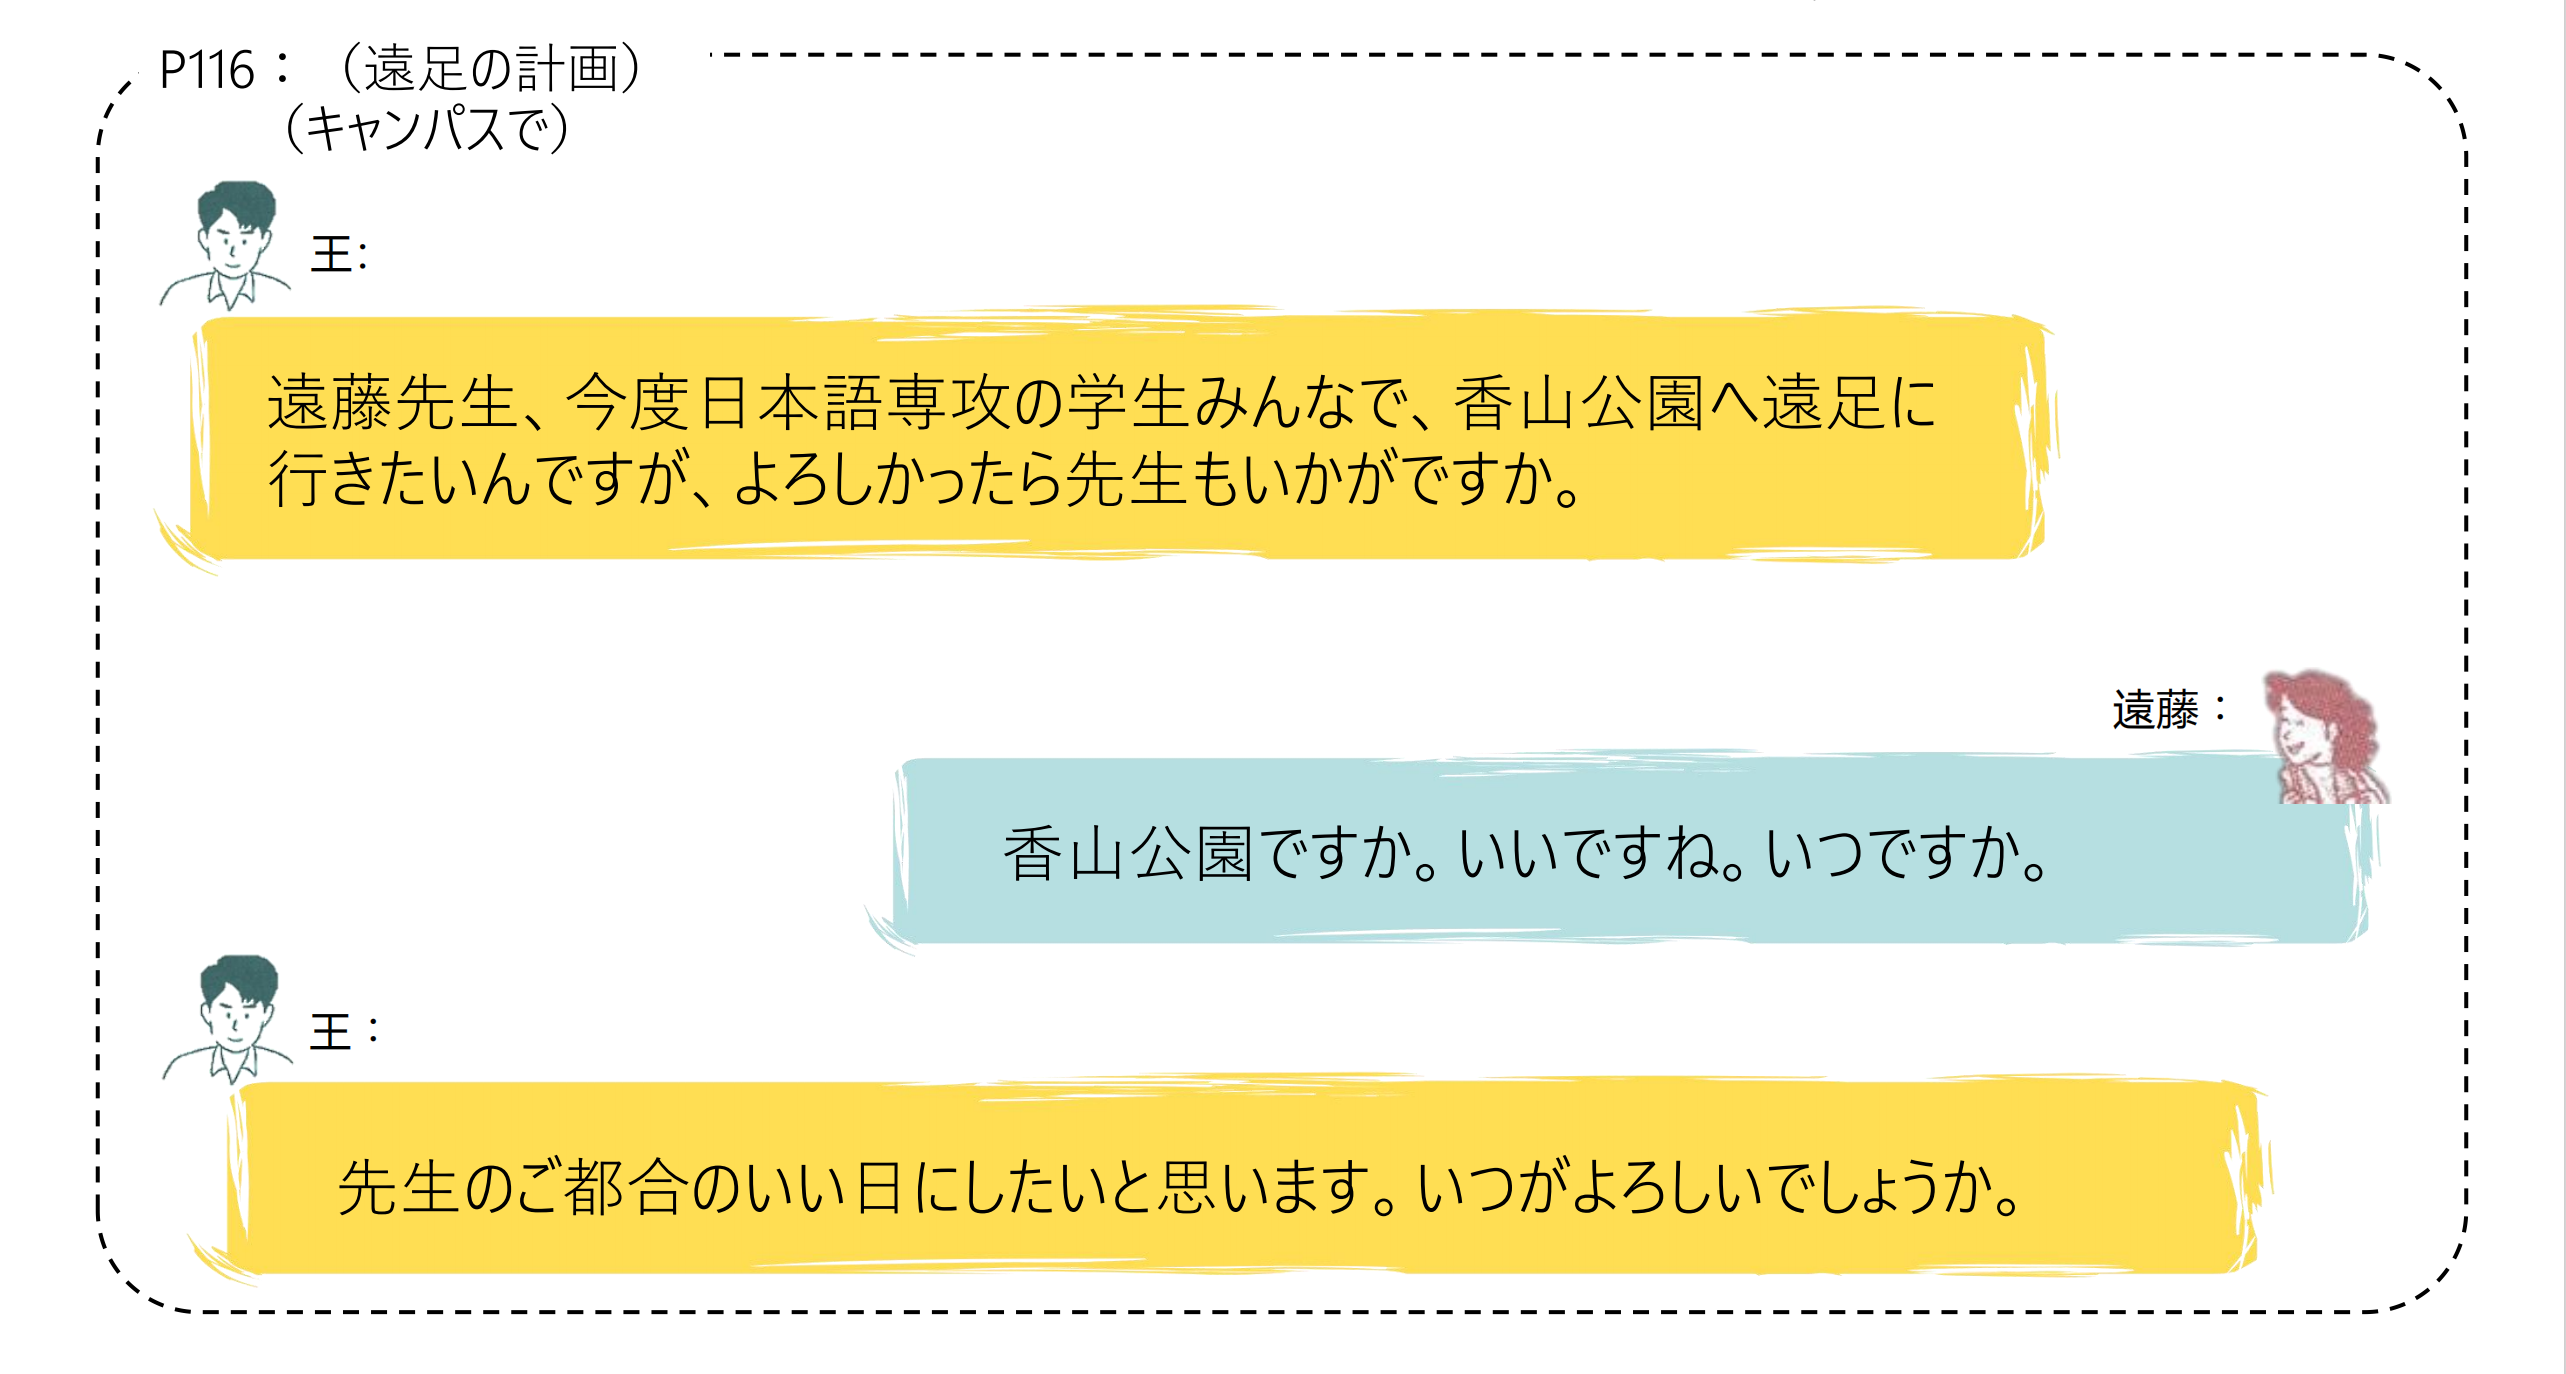 P116：（遠足の計画）
（キャンパスで）
王:
遠藤先生、今度日本語専攻の学生みんなで、香山公園へ遠足に
行きたいんですが、よろしかったら先生もいかがですか。
遠藤：
香山公園ですか。いいですね。いつですか。
王：
先生のご都合のいい日にしたいと思います。いつがよろしいでしょうか。